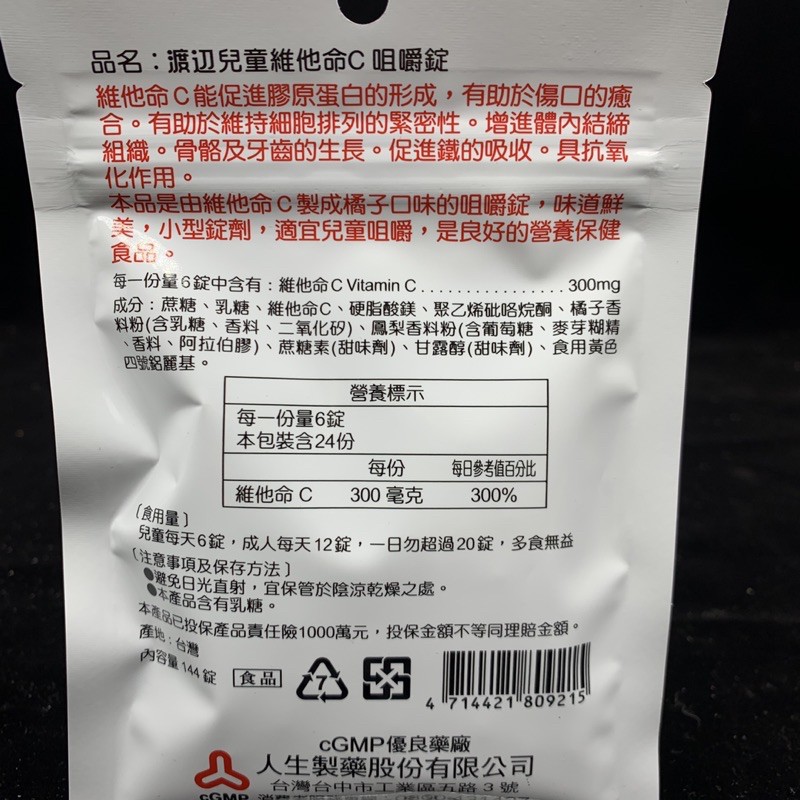 品名：渡辺兒童維他命C 咀嚼錠
維他命 C 能促進膠原蛋白的形成，有助於傷口的癒
合。有助於維持細胞排列的緊密性。增進體內結締
組織。骨骼及牙齒的生長。促進鐵的吸收。具抗氧
化作用。
本品是由維他命 C 製成橘子口味的咀嚼錠，味道鮮
美，小型錠劑，適宜兒童咀嚼，是良好的營養保健
食品。
每一份量6錠中含有：維他命C Vitamin C................300mg
成分：蔗糖、乳糖、維他命C、硬脂酸鎂、聚乙烯砒咯烷酮、橘子香
料粉(含乳糖、香料、二氧化矽)、鳳梨香料粉(含葡萄糖、麥芽糊精
、香料、阿拉伯膠)、蔗糖素(甜味劑)、甘露醇(甜味劑)、食用黃色
四號鋁麗基。
營養標示
每一份量6錠
本包裝含24份
每份 每日參考值百分比
維他命 C 300 毫克 300%
〔食用量〕
兒童每天6錠，成人每天12錠，一日勿超過20錠，多食無益
〔注意事項及保存方法〕
●避免日光直射，宜保管於陰涼乾燥之處。
●本產品含有乳糖。
本產品已投保產品責任險1000萬元，投保金額不等同理賠金額。
產地：台灣
內容量144錠 食品 7
4 714421 809215
cGMP優良藥廠
人生製藥股份有限公司
台灣台中市工業區五路３號
cGMP